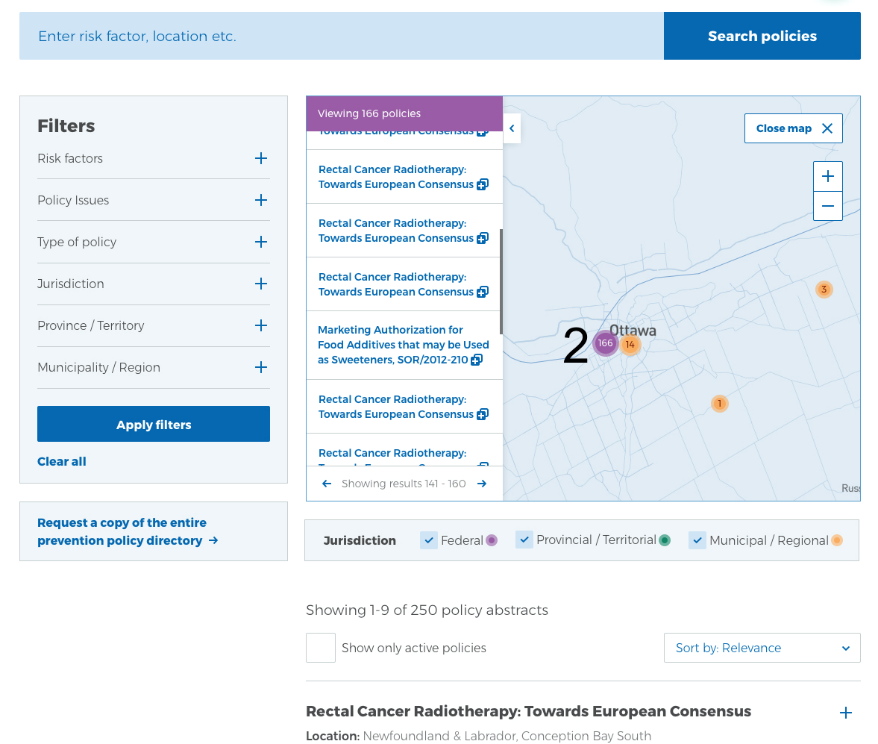 Enter risk factor, location etc.
Search policies
Filters
Risk factors
Policy Issues
Type of policy
Jurisdiction
Province / Territory
Municipality / Region
Apply filters
Clear all
Request a copy of the entire
prevention policy directory →
Viewing 166 policies
Towards European Consensus
Rectal Cancer Radiotherapy:
Towards European Consensus
Rectal Cancer Radiotherapy:
Towards European Consensus
Rectal Cancer Radiotherapy:
Towards European Consensus
Marketing Authorization for
Food Additives that may be Used
as Sweeteners, SOR/2012-210
Rectal Cancer Radiotherapy:
Towards European Consensus
Rectal Cancer Radiotherapy:
← Showing results 141 - 160 →
Close map
3
Ottawa
2
166
14
1
Russ
Jurisdiction
Federal
Provincial / Territorial
Municipal / Regional
Showing 1-9 of 250 policy abstracts
Show only active policies
Sort by: Relevance
Rectal Cancer Radiotherapy: Towards European Consensus
Location: Newfoundland & Labrador, Conception Bay South